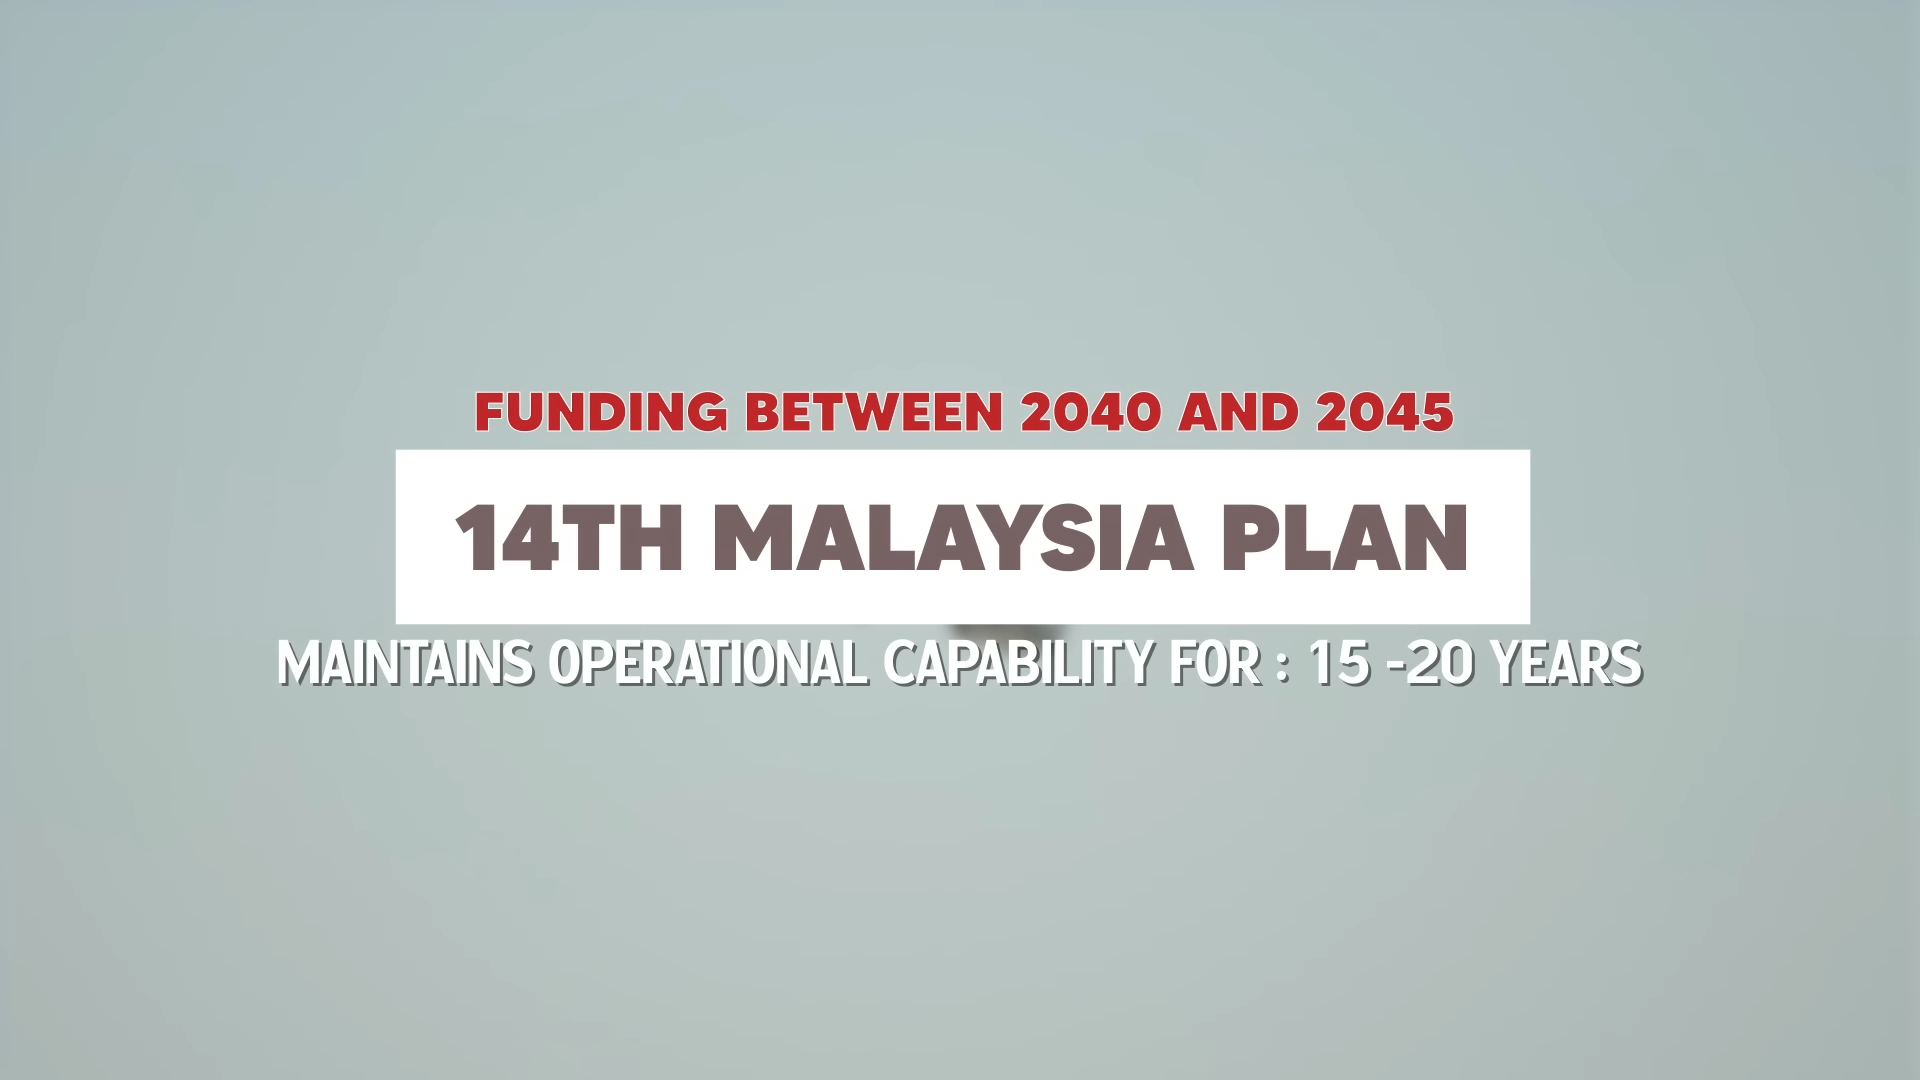 FUNDING BETWEEN 2040 AND 2045
14TH MALAYSIA PLAN
MAINTAINS OPERATIONAL CAPABILITY FOR : 15 -20 YEARS